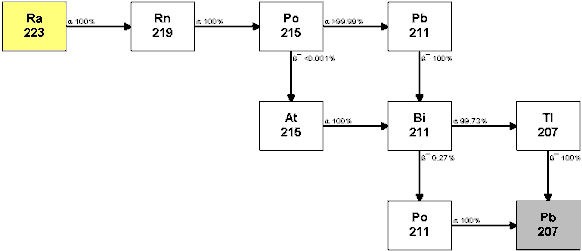 Ra
223
α 100%
Rn
219
α 100%
Po
215
α >99.99%
Pb
211
β⁻ <0.001%
β⁻ 100%
At
215
α 100%
Bi
211
α 99.73%
Tl
207
β⁻ 0.27%
β⁻ 100%
Po
211
α 100%
Pb
207